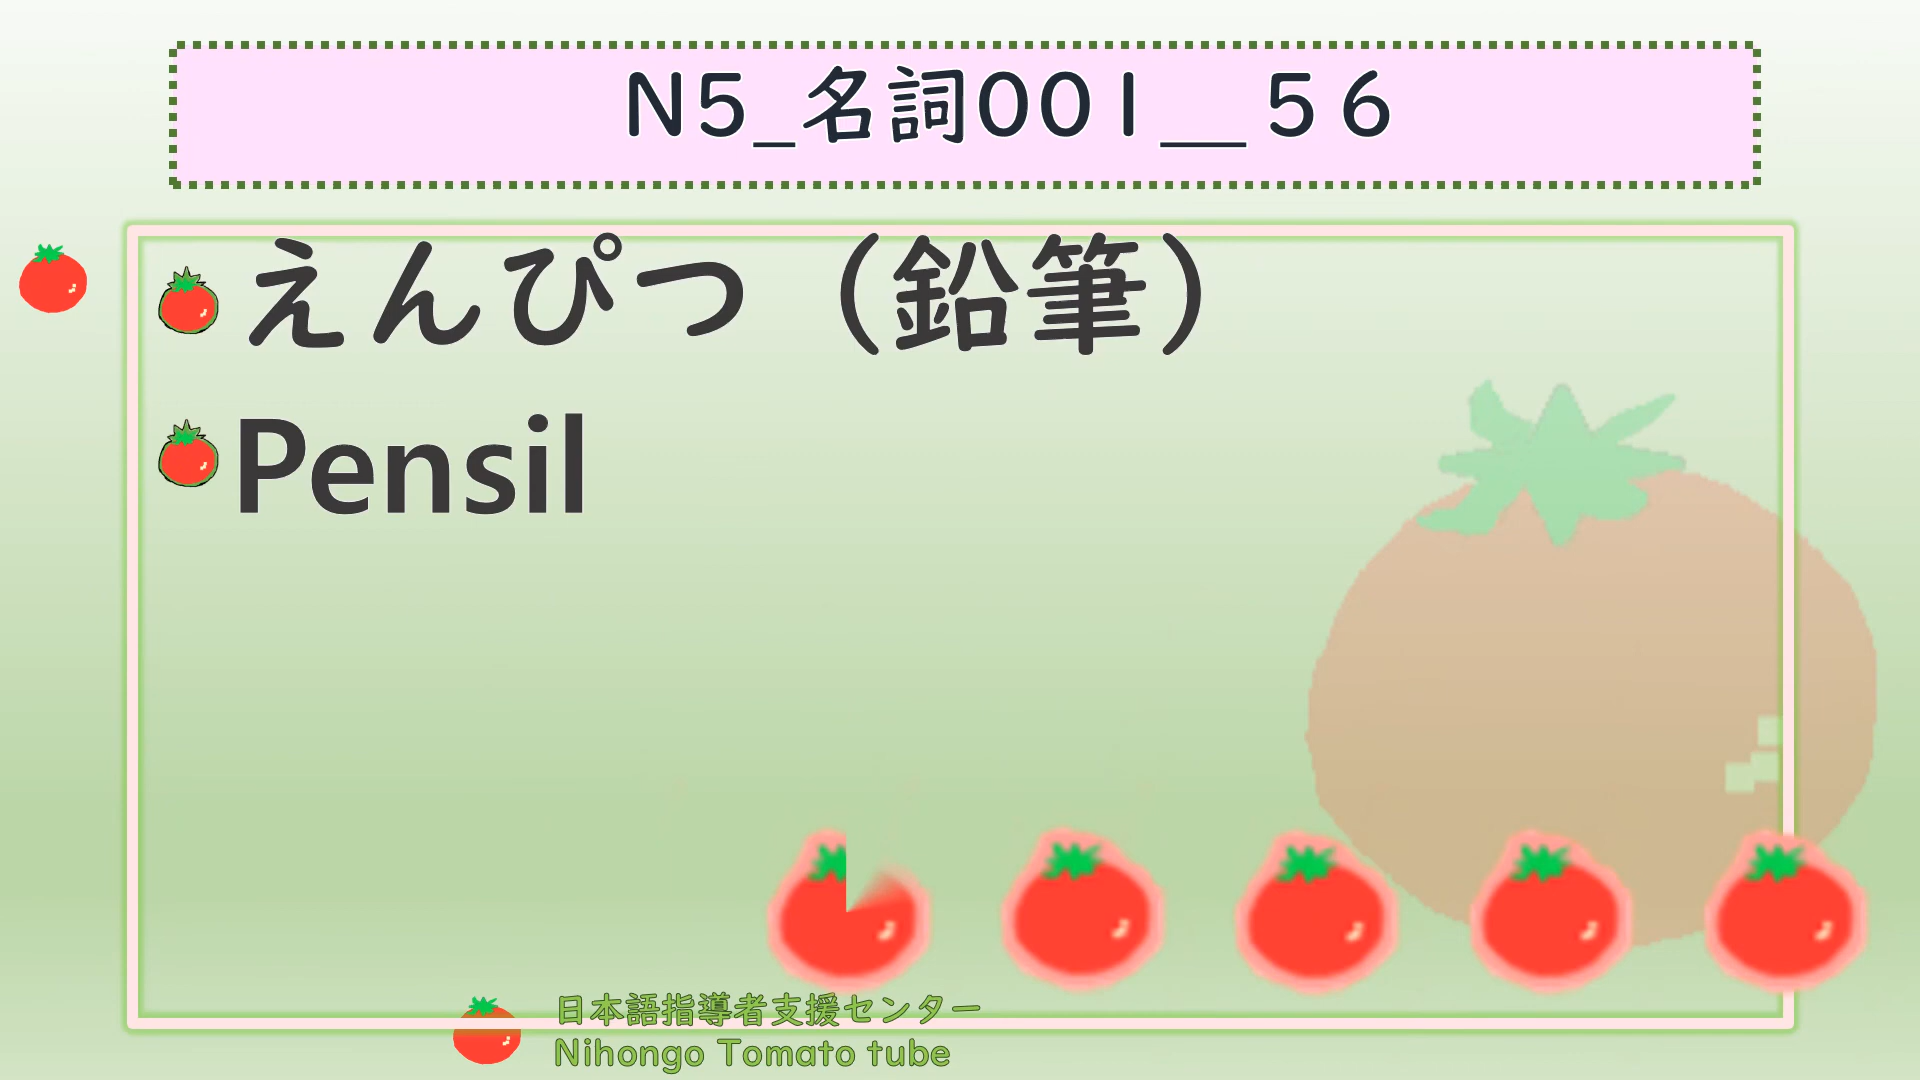 N5_名詞001__５６
えんぴつ（鉛筆）
Pensil
日本語指導者支援センター
Nihongo Tomato tube